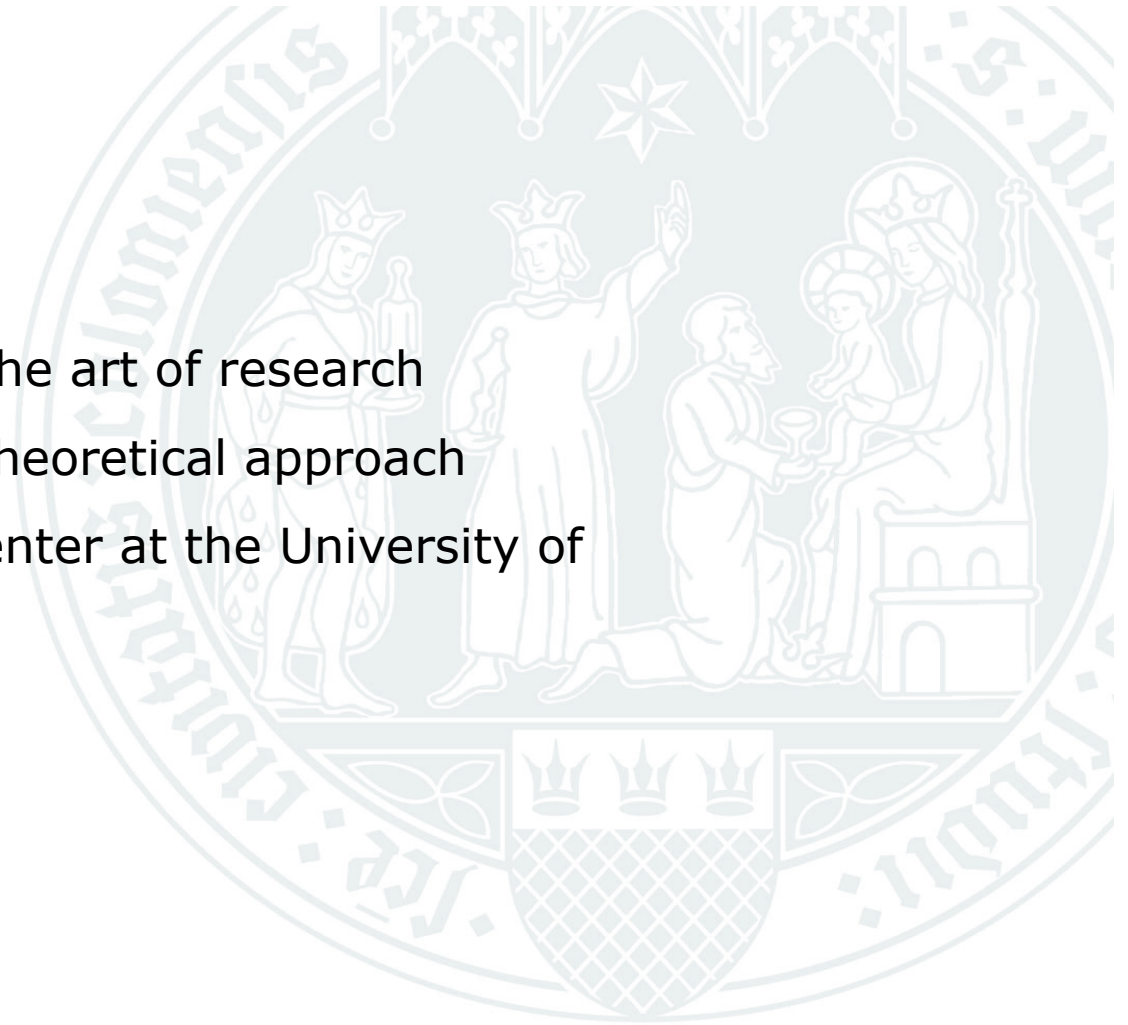 he art of research
heoretical approach
enter at the University of